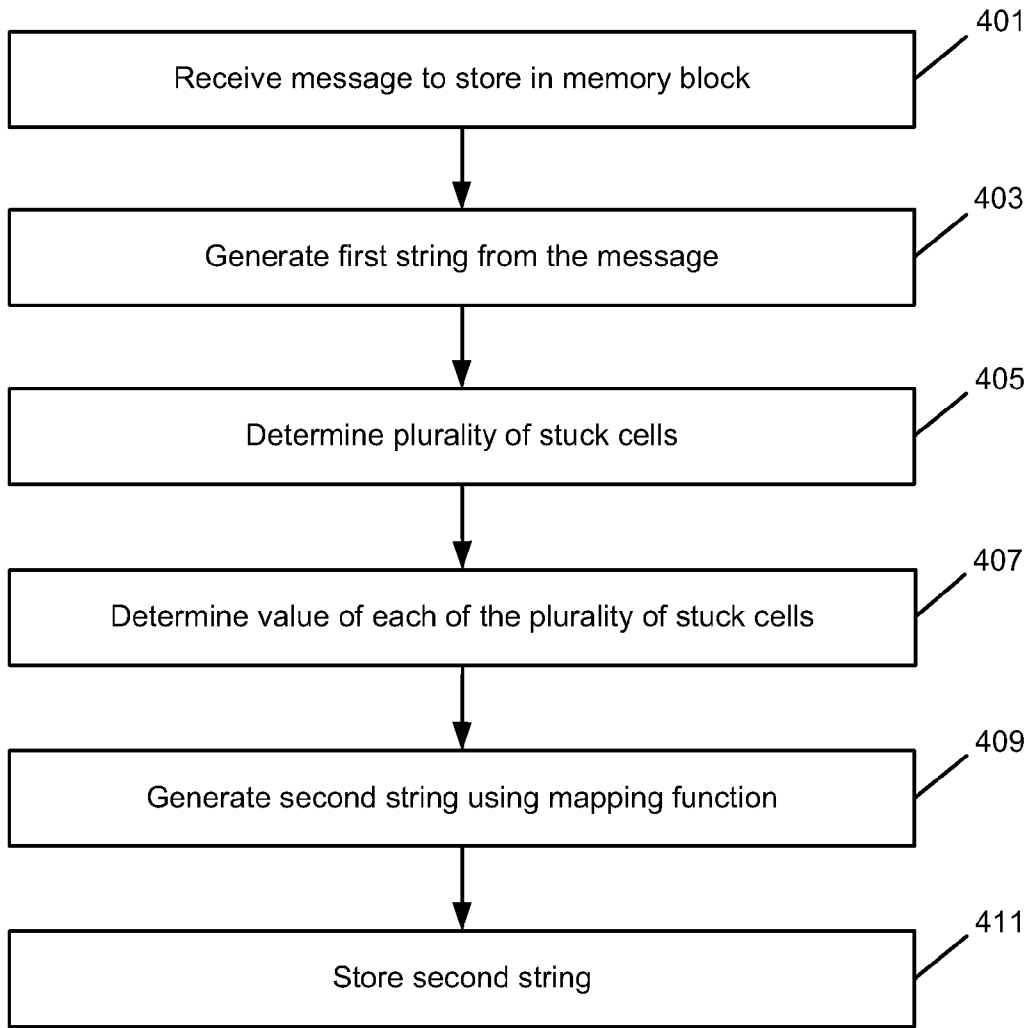 401
Receive message to store in memory block
403
Generate first string from the message
405
Determine plurality of stuck cells
407
Determine value of each of the plurality of stuck cells
409
Generate second string using mapping function
411
Store second string